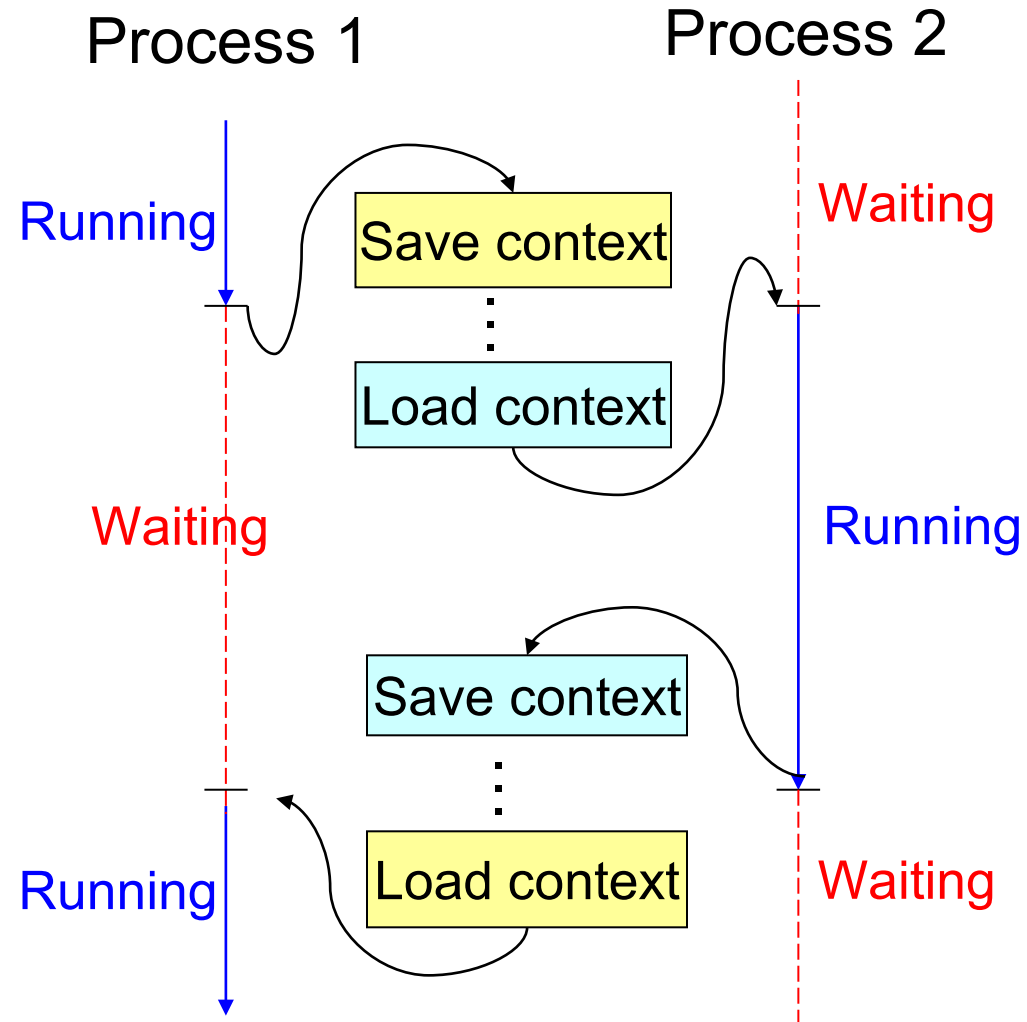 Process 1
Process 2
Running
Save context
Waiting
Load context
Waiting
Running
Save context
Running
Load context
Waiting